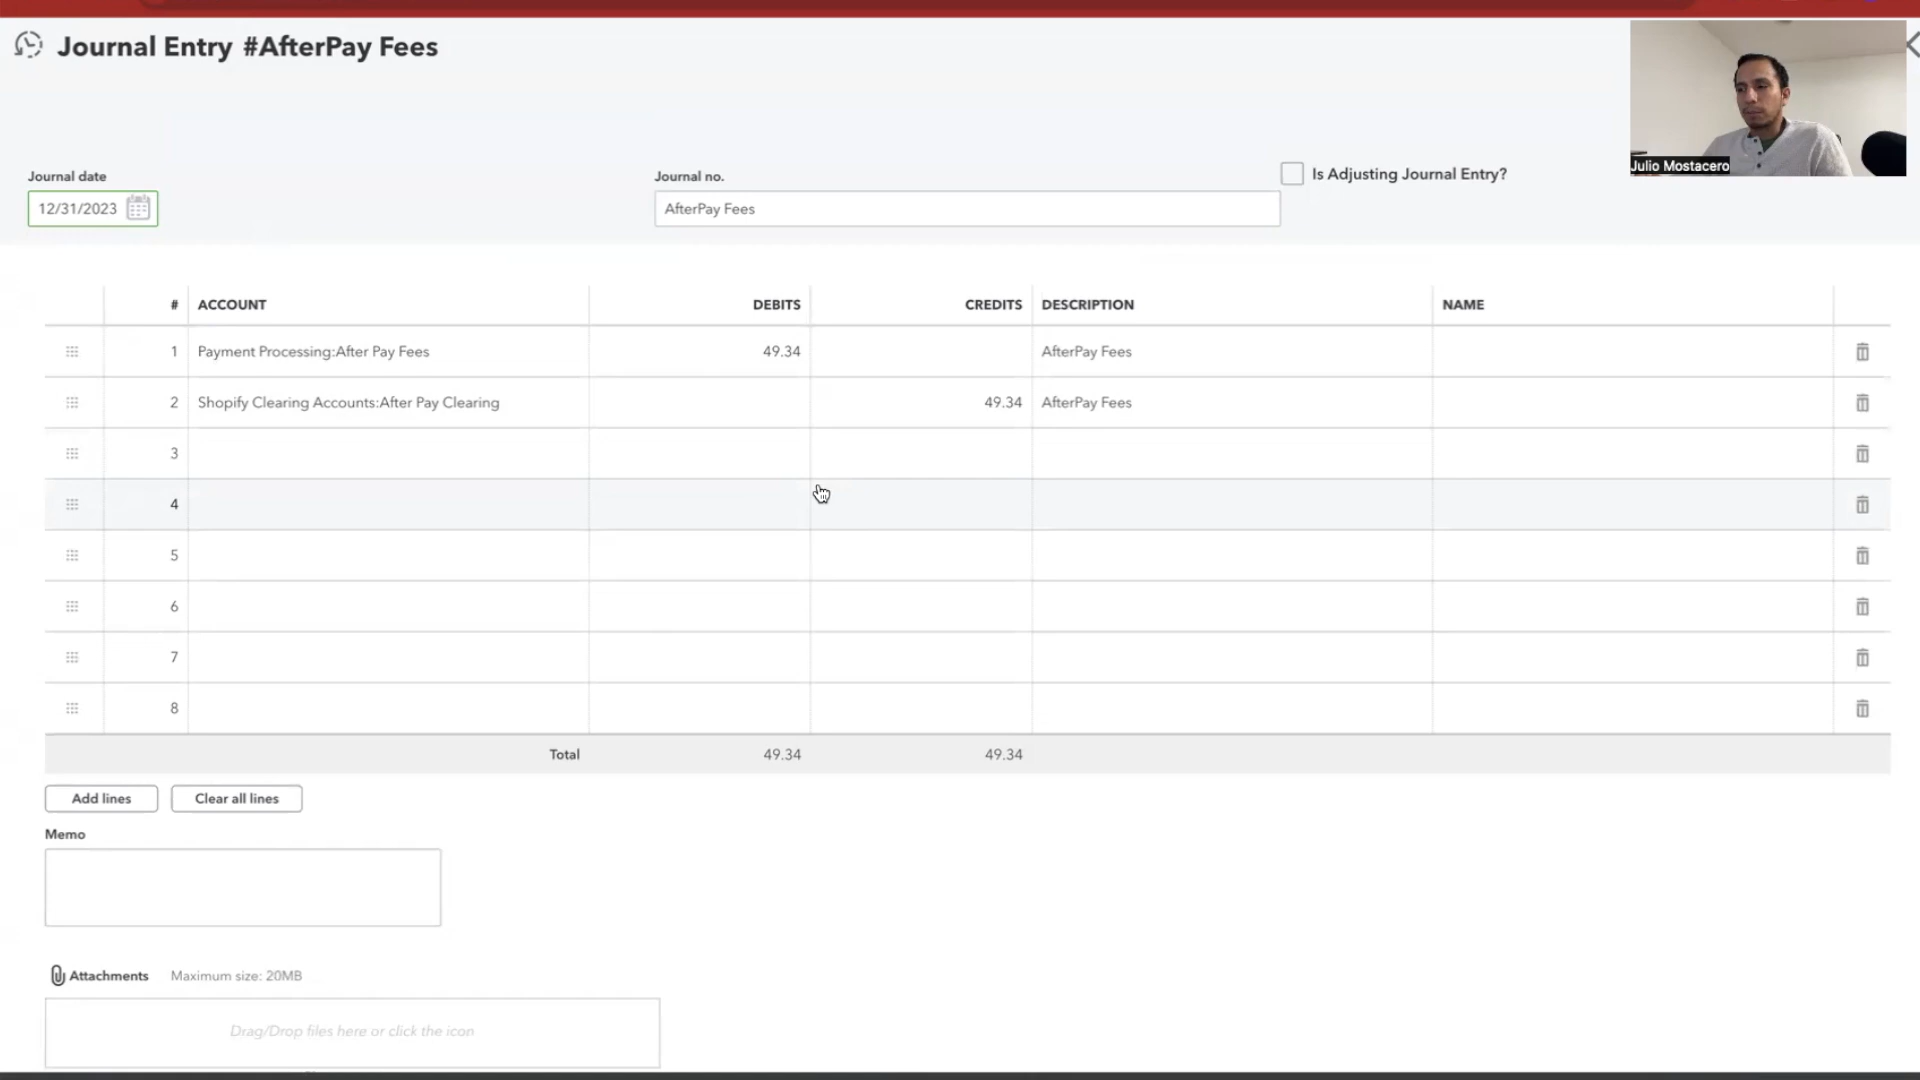 Journal Entry #AfterPay Fees
Julio Mostacero
Journal date
Journal no.
Is Adjusting Journal Entry?
12/31/2023
AfterPay Fees
# ACCOUNT DEBITS CREDITS DESCRIPTION NAME
1 Payment Processing:After Pay Fees 49.34 AfterPay Fees
2 Shopify Clearing Accounts:After Pay Clearing 49.34 AfterPay Fees
3
4
5
6
7
8
Total 49.34 49.34
Add lines Clear all lines
Memo
Attachments Maximum size: 20MB
Drag/Drop files here or click the icon